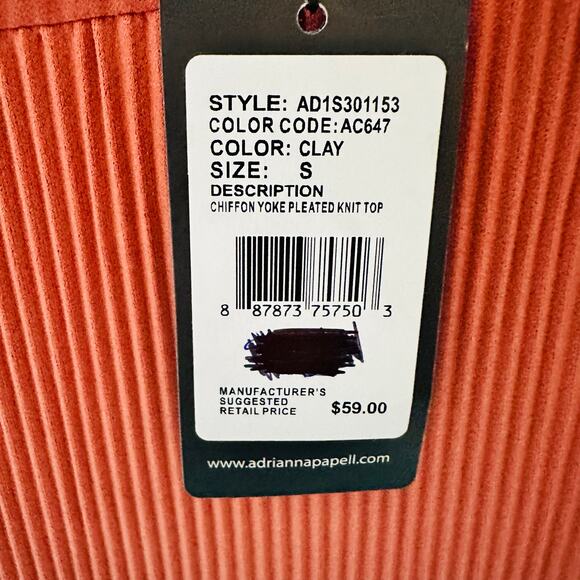 STYLE: AD1S301153
COLOR CODE: AC647
COLOR: CLAY
SIZE: S
DESCRIPTION
CHIFFON YOKE PLEATED KNIT TOP
8 87873 75750 3
MANUFACTURER'S
SUGGESTED
RETAIL PRICE $59.00
www.adriannapapell.com